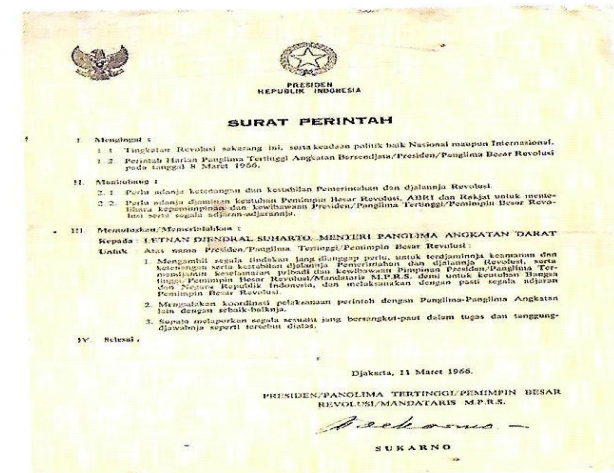 PRESIDEN
REPUBLIK INDONESIA
SURAT PERINTAH
I. Mengingat :
1.1. Tingkatan Revolusi sekarang ini, serta keadaan politik baik Nasional maupun Internasional.
1.2. Perintah Harian Panglima Tertinggi Angkatan Bersendjata/Presiden/Panglima Besar Revolusi
pada tanggal 8 Maret 1966.
II. Menimbang :
2.1. Perlu adanja ketenangan dan kestabilan Pemerintahan dan djalannja Revolusi.
2.2. Perlu adanja djaminan keutuhan Pemimpin Besar Revolusi, ABRI dan Rakjat untuk meme-
lihara kepemimpinan dan kewibawaan Presiden/Panglima Tertinggi/Pemimpin Besar Revo-
lusi serta segala adjaran-adjarannja.
III. Memutuskan/Memerintahkan :
Kepada : LETNAN DJENDRAL SUHARTO, MENTERI PANGLIMA ANGKATAN DARAT
Untuk : Atas nama Presiden/Panglima Tertinggi/Pemimpin Besar Revolusi :
1. Mengambil segala tindakan jang dianggap perlu, untuk terdjaminnja keamanan dan
ketenangan serta kestabilan djalannja Pemerintahan dan djalannja Revolusi, serta
mendjamin keselamatan pribadi dan kewibawaan Pimpinan Presiden/Panglima Ter-
tinggi/Pemimpin Besar Revolusi/Mandataris M.P.R.S. demi untuk keutuhan Bangsa
dan Negara Republik Indonesia, dan melaksanakan dengan pasti segala adjaran
Pemimpin Besar Revolusi.
2. Mengadakan koordinasi pelaksanaan perintah dengan Panglima-Panglima Angkatan
lain dengan sebaik-baiknja.
3. Supaja melaporkan segala sesuatu jang bersangkut-paut dalam tugas dan tanggung-
djawabnja seperti tersebut diatas.
IV. Selesai.
Djakarta, 11 Maret 1966.
PRESIDEN/PANGLIMA TERTINGGI/PEMIMPIN BESAR
REVOLUSI/MANDATARIS M.P.R.S.
Soekarno
SUKARNO